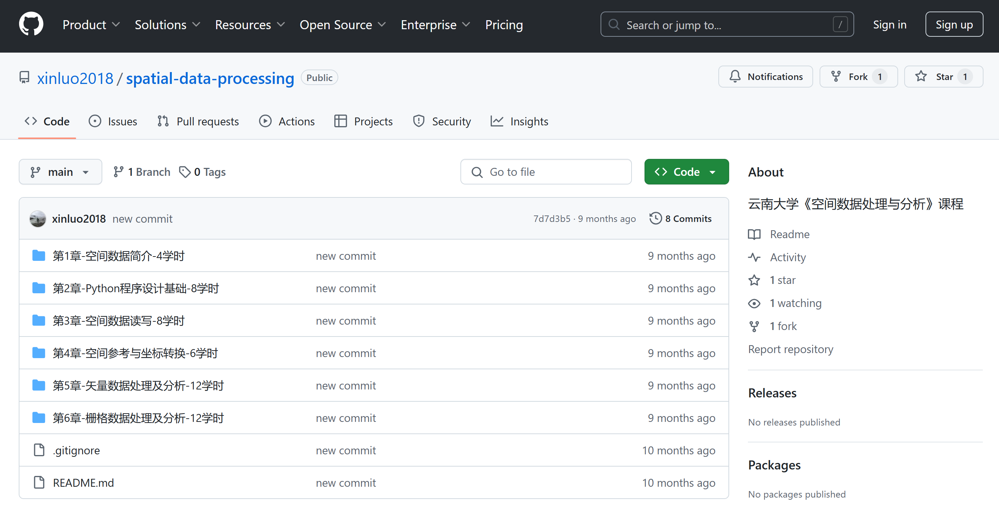 Product Solutions Resources Open Source Enterprise Pricing Search or jump to... / Sign in Sign up
xinluo2018 / spatial-data-processing Public Notifications Fork 1 Star 1
Code Issues Pull requests Actions Projects Security Insights
main 1 Branch 0 Tags Go to file Code
xinluo2018 new commit 7d7d3b5 · 9 months ago 8 Commits
第1章-空间数据简介-4学时 new commit 9 months ago
第2章-Python程序设计基础-8学时 new commit 9 months ago
第3章-空间数据读写-8学时 new commit 9 months ago
第4章-空间参考与坐标转换-6学时 new commit 9 months ago
第5章-矢量数据处理及分析-12学时 new commit 9 months ago
第6章-栅格数据处理及分析-12学时 new commit 9 months ago
.gitignore new commit 10 months ago
README.md new commit 10 months ago
About
云南大学《空间数据处理与分析》课程
Readme
Activity
1 star
1 watching
1 fork
Report repository
Releases
No releases published
Packages
No packages published